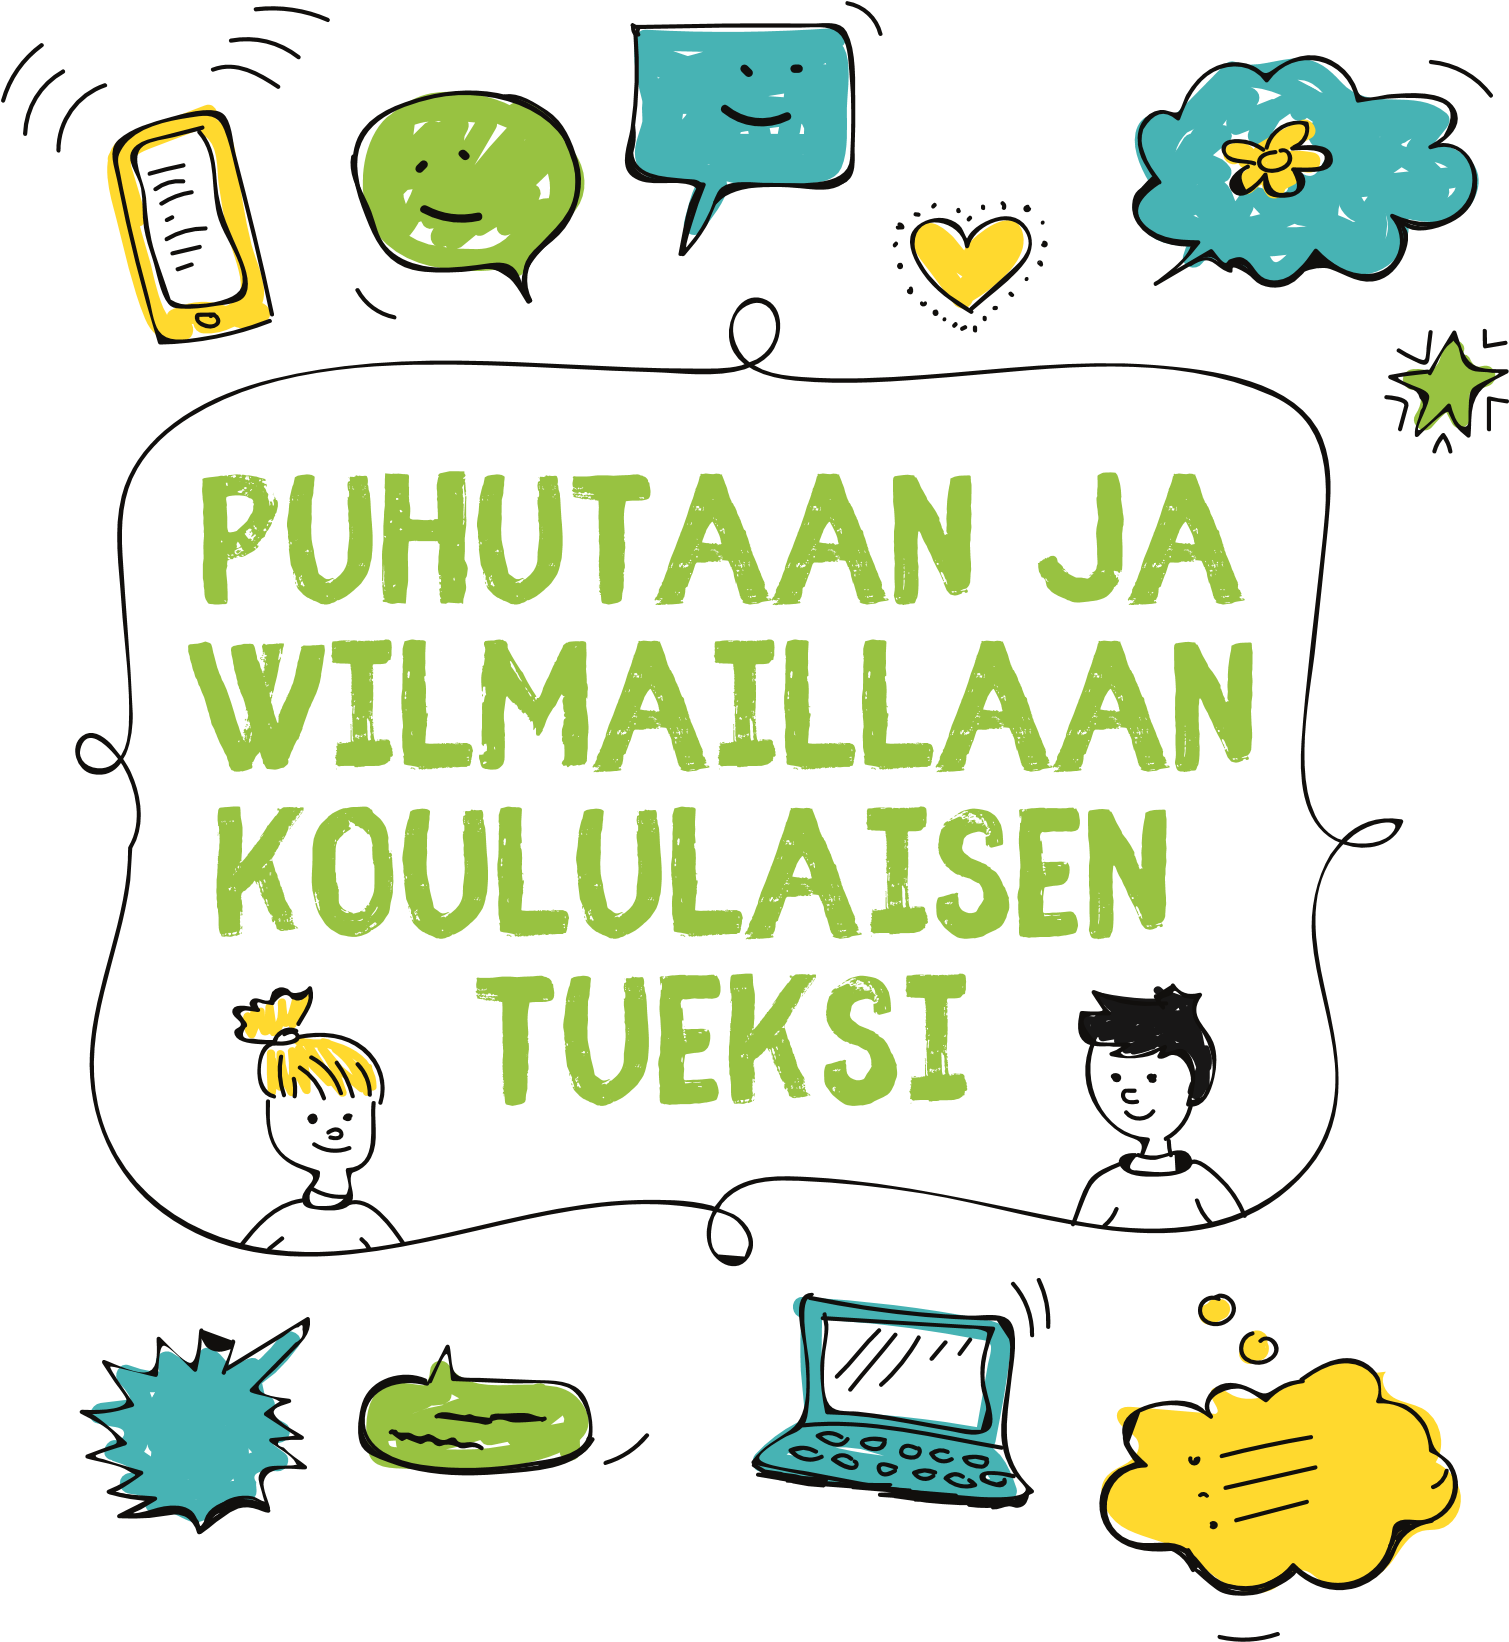 PUHUTAAN JA
WILMAILLAAN
KOULULAISEN
TUEKSI